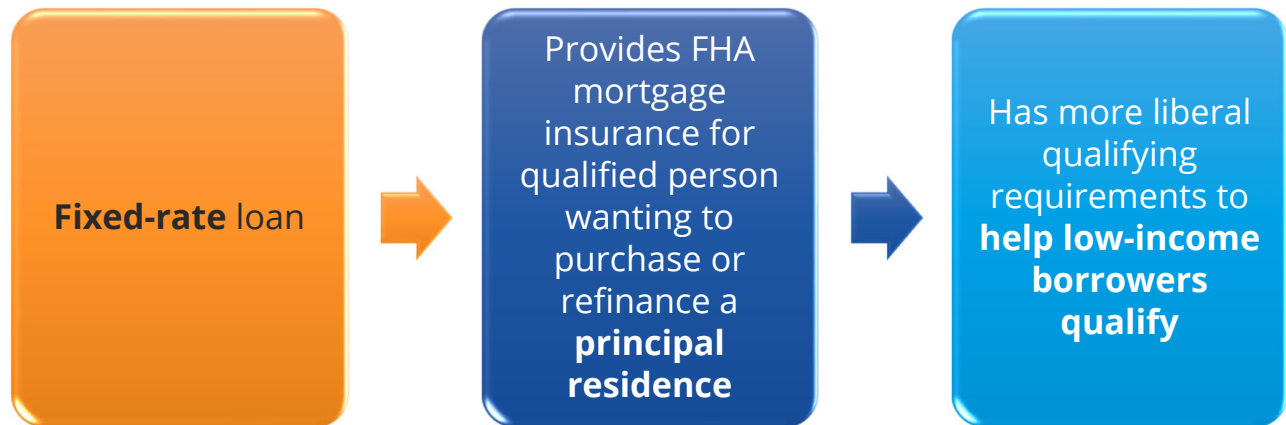 Fixed-rate loan
Provides FHA
mortgage
insurance for
qualified person
wanting to
purchase or
refinance a
principal
residence
Has more liberal
qualifying
requirements to
help low-income
borrowers
qualify